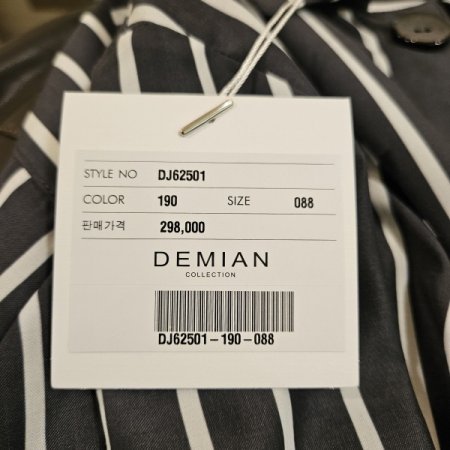 STYLE NO DJ62501
COLOR 190 SIZE 088
판매가격 298,000
DEMIAN
COLLECTION
DJ62501-190-088